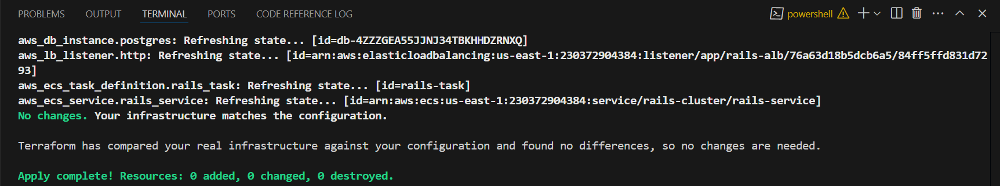 PROBLEMS OUTPUT TERMINAL PORTS CODE REFERENCE LOG powershell
aws_db_instance.postgres: Refreshing state... [id=db-4ZZZGEA55JJNJ34TBKHHDZRNXQ]
aws_lb_listener.http: Refreshing state... [id=arn:aws:elasticloadbalancing:us-east-1:230372904384:listener/app/rails-alb/76a63d18b5dcb6a5/84ff5ffd831d72
93]
aws_ecs_task_definition.rails_task: Refreshing state... [id=rails-task]
aws_ecs_service.rails_service: Refreshing state... [id=arn:aws:ecs:us-east-1:230372904384:service/rails-cluster/rails-service]
No changes. Your infrastructure matches the configuration.
Terraform has compared your real infrastructure against your configuration and found no differences, so no changes are needed.
Apply complete! Resources: 0 added, 0 changed, 0 destroyed.